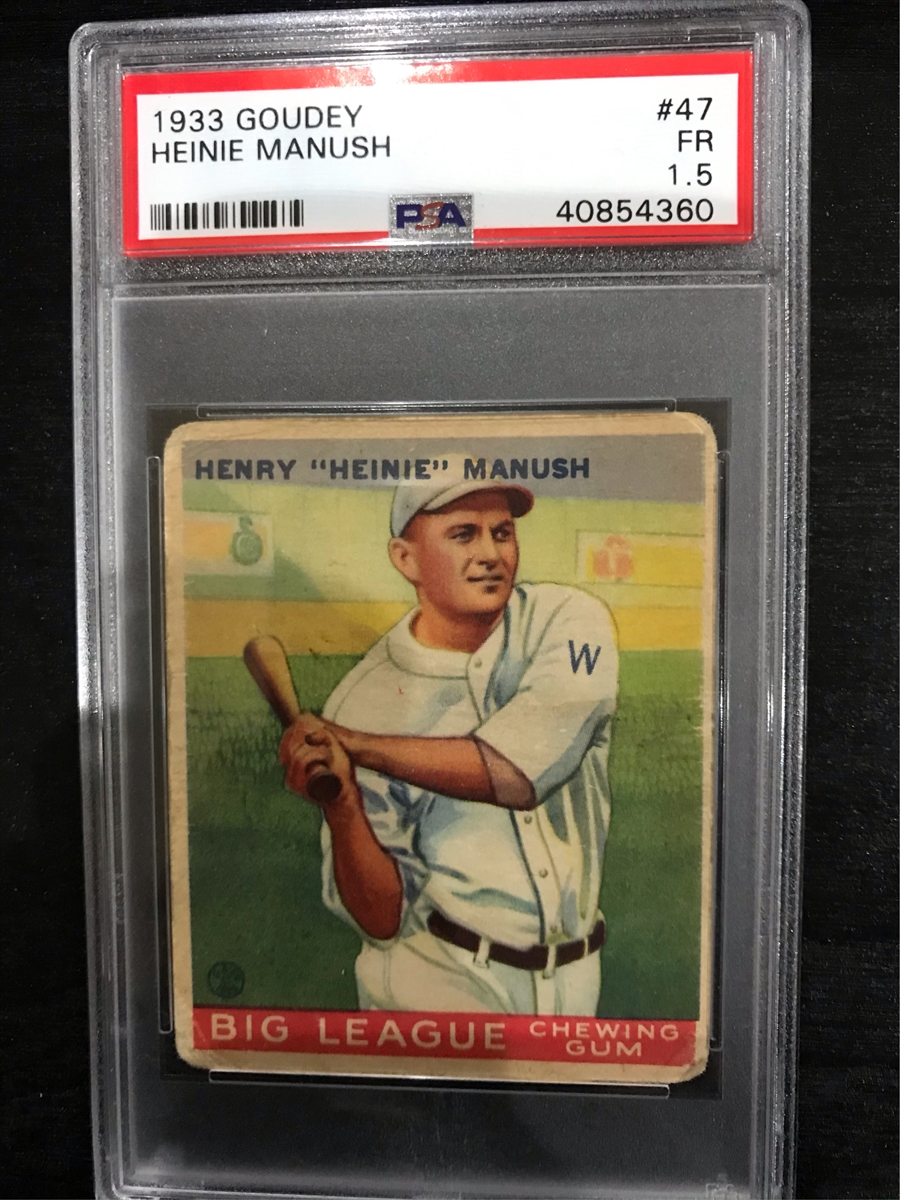 1933 GOUDEY #47
HEINIE MANUSH FR
1.5
PSA 40854360
HENRY "HEINIE" MANUSH
W
BIG LEAGUE CHEWING
GUM